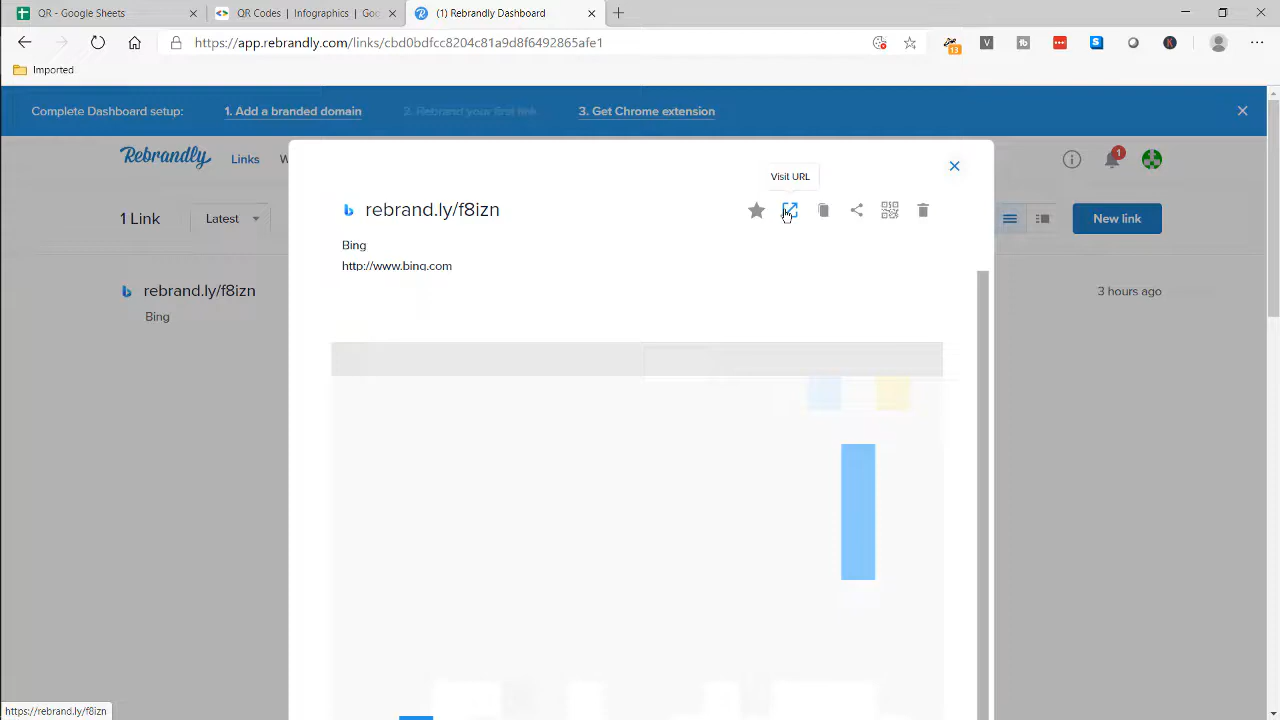 QR - Google Sheets
QR Codes | Infographics | Goo
(1) Rebrandly Dashboard
https://app.rebrandly.com/links/cbd0bdfcc8204c81a9d8f6492865afe1
13
V
fb
S
K
Imported
Complete Dashboard setup: 1. Add a branded domain 2. Rebrand your first link 3. Get Chrome extension
Rebrandly Links W
1
Visit URL
1 Link Latest New link
rebrand.ly/f8izn
Bing
http://www.bing.com
rebrand.ly/f8izn 3 hours ago
Bing
https://rebrand.ly/f8izn